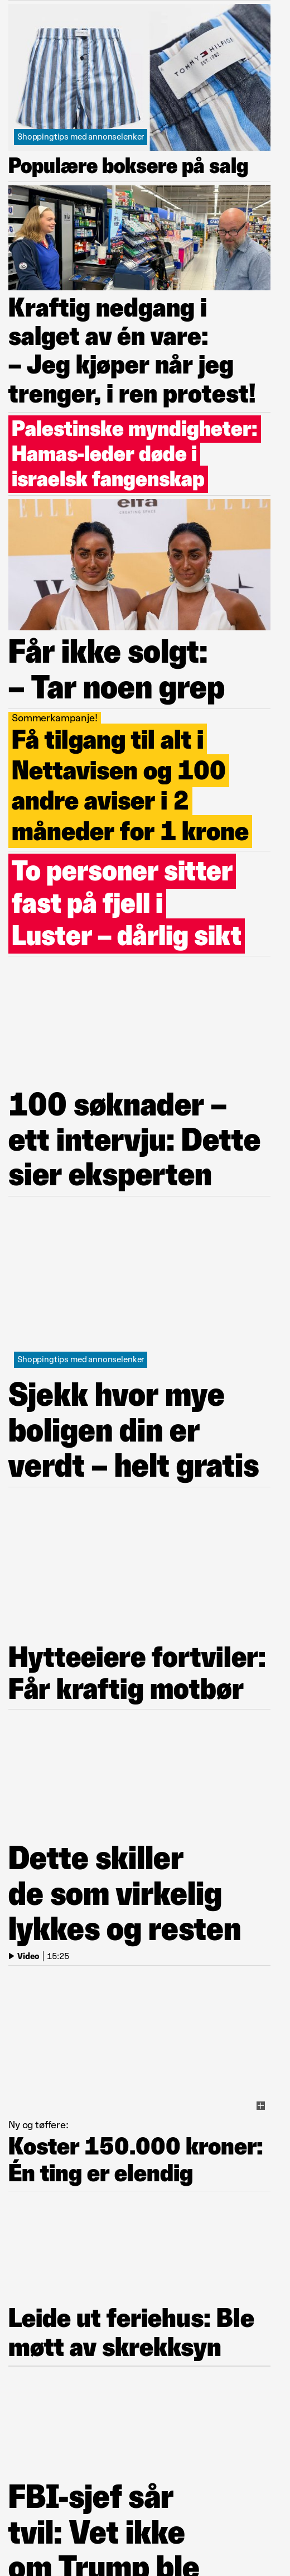 TOMMY HILFIGER
EST. 1985
Shoppingtips med annonselenker
Populære boksere på salg
Kraftig nedgang i
salget av én vare:
– Jeg kjøper når jeg
trenger, i ren protest!
Palestinske myndigheter:
Hamas-leder døde i
israelsk fangenskap
ELLE
elfa
CREATING SPACE
ELLE
Får ikke solgt:
– Tar noen grep
Sommerkampanje!
Få tilgang til alt i
Nettavisen og 100
andre aviser i 2
måneder for 1 krone
To personer sitter
fast på fjell i
Luster – dårlig sikt
100 søknader –
ett intervju: Dette
sier eksperten
Shoppingtips med annonselenker
Sjekk hvor mye
boligen din er
verdt – helt gratis
Hytteeiere fortviler:
Får kraftig motbør
Dette skiller
de som virkelig
lykkes og resten
Video | 15:25
Ny og tøffere:
Koster 150.000 kroner:
Én ting er elendig
Leide ut feriehus: Ble
møtt av skrekksyn
FBI-sjef sår
tvil: Vet ikke
om Trump ble